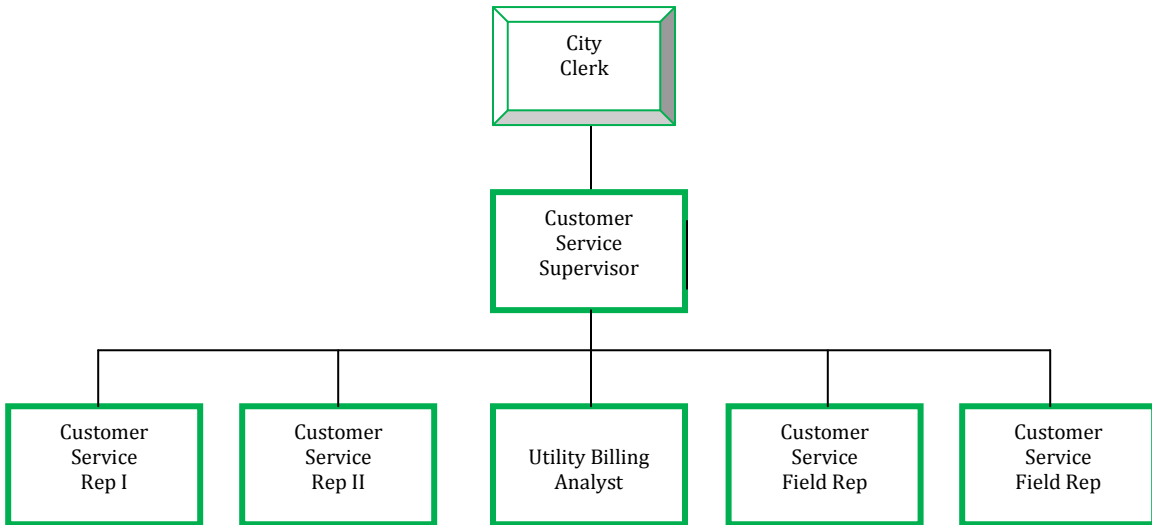 City
Clerk
Customer
Service
Supervisor
Customer
Service
Rep I
Customer
Service
Rep II
Utility Billing
Analyst
Customer
Service
Field Rep
Customer
Service
Field Rep